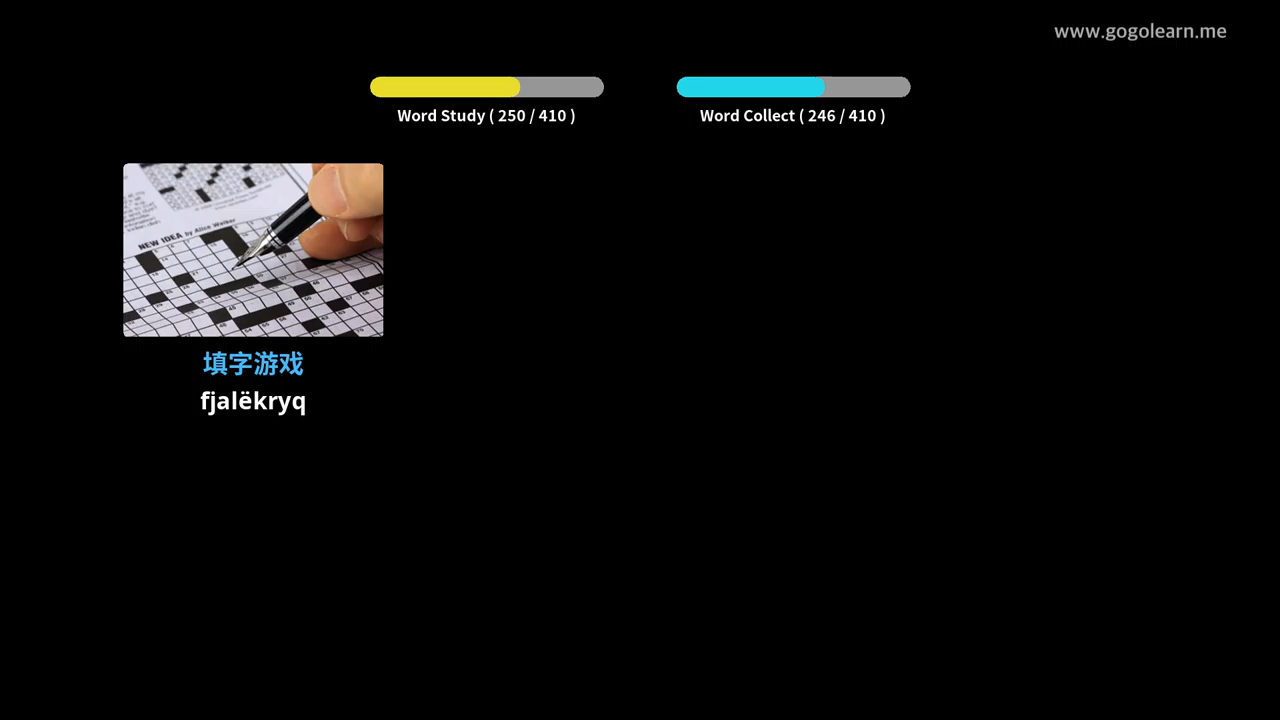 www.gogolearn.me
Word Study ( 250 / 410 )
Word Collect ( 246 / 410 )
NEW IDEA by Alice Walker
填字游戏
fjalëkryq